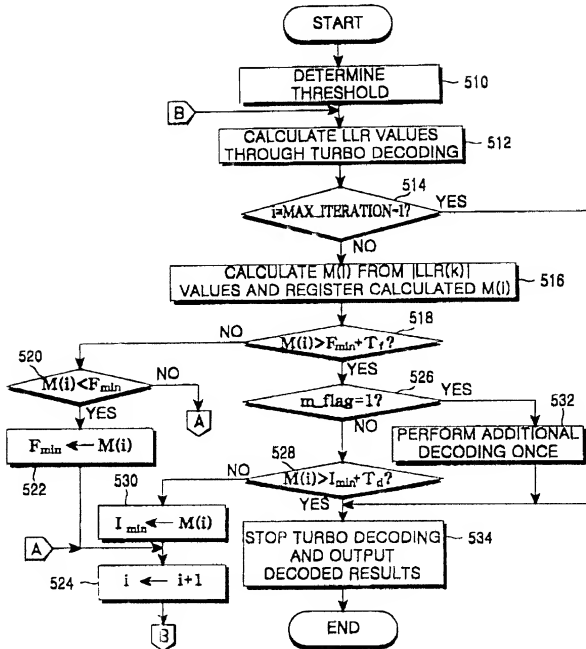 START
DETERMINE
THRESHOLD
510
B
CALCULATE LLR VALUES
THROUGH TURBO DECODING
512
514
i=MAX_ITERATION-1?
YES
NO
CALCULATE M(i) FROM |LLR(k)|
VALUES AND REGISTER CALCULATED M(i)
516
518
NO
M(i)>Fmin+Tf?
YES
520
M(i)<Fmin
NO
YES
A
526
m_flag=1?
YES
NO
532
PERFORM ADDITIONAL
DECODING ONCE
Fmin ← M(i)
522
528
NO
M(i)>Imin+Td?
YES
530
Imin ← M(i)
STOP TURBO DECODING
AND OUTPUT
DECODED RESULTS
534
A
524
i ← i+1
B
END